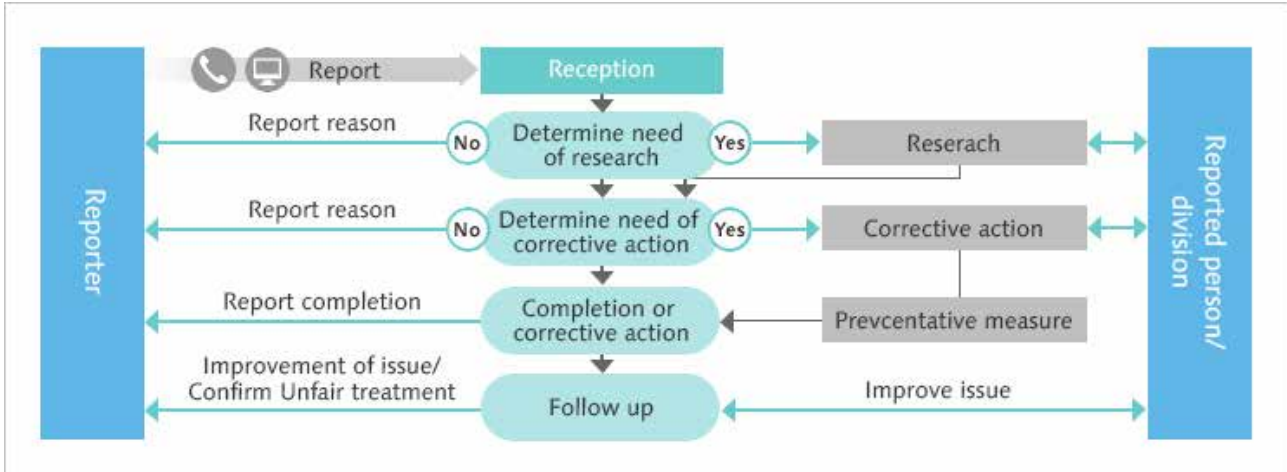 Report
Reception
Report reason
No
Determine need
of research
Yes
Reserach
Report reason
No
Determine need of
corrective action
Yes
Corrective action
Report completion
Completion or
corrective action
Prevcentative measure
Improvement of issue/
Confirm Unfair treatment
Follow up
Improve issue
Reporter
Reported person/
division